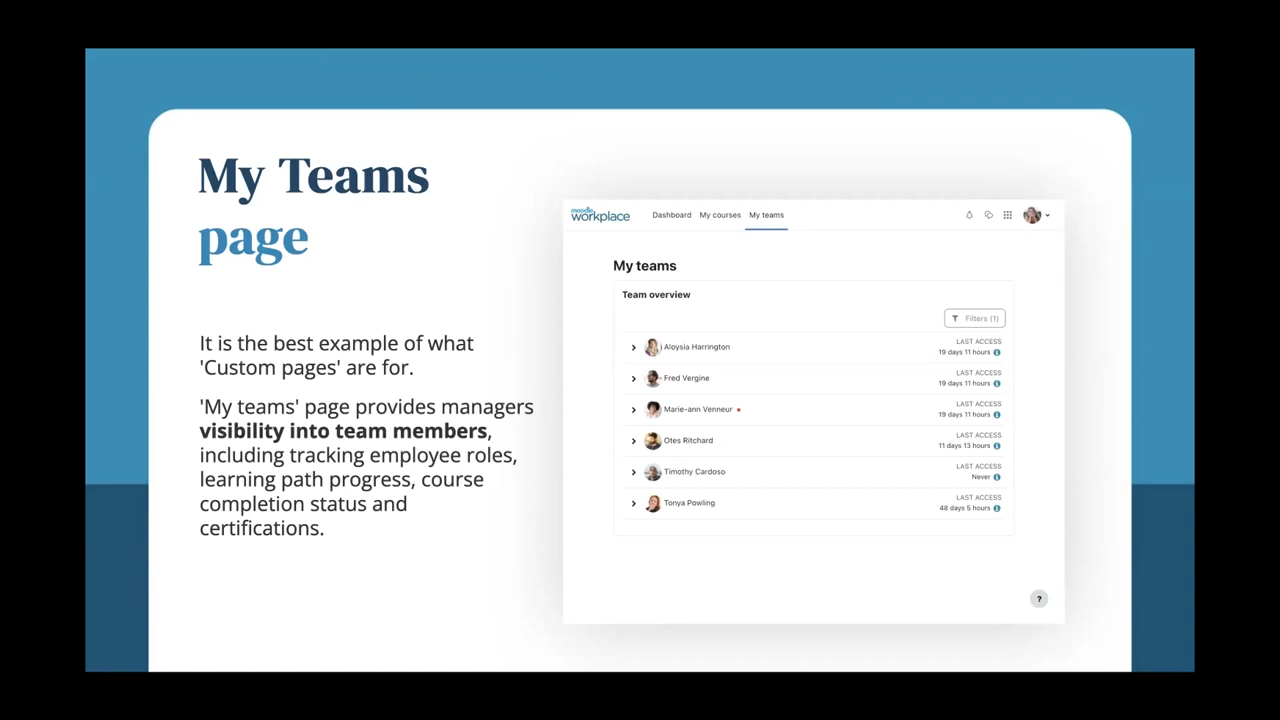 My Teams
page
It is the best example of what
'Custom pages' are for.
'My teams' page provides managers
visibility into team members,
including tracking employee roles,
learning path progress, course
completion status and
certifications.
moodle
workplace
Dashboard My courses My teams
My teams
Team overview
Filters (1)
Aloysia Harrington
LAST ACCESS
19 days 11 hours
Fred Vergine
LAST ACCESS
19 days 11 hours
Marie-ann Venneur
LAST ACCESS
19 days 11 hours
Otes Ritchard
LAST ACCESS
11 days 13 hours
Timothy Cardoso
LAST ACCESS
Never
Tonya Powling
LAST ACCESS
48 days 5 hours
?